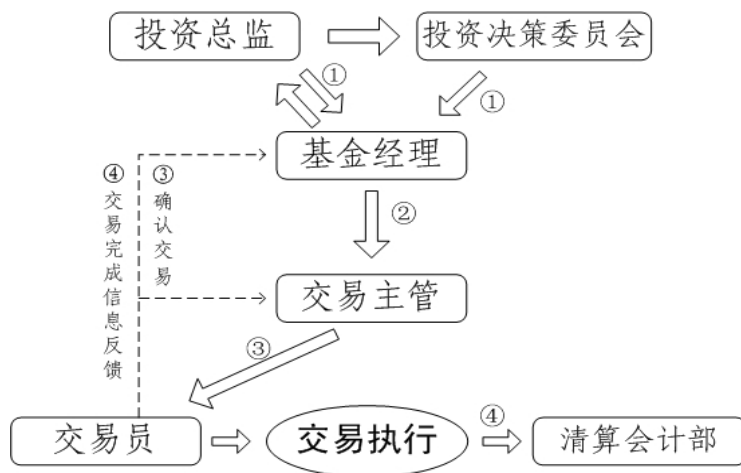 投资总监
投资决策委员会
①
①
基金经理
②
④交易完成信息反馈
③确认交易
交易主管
③
交易员
交易执行
④
清算会计部